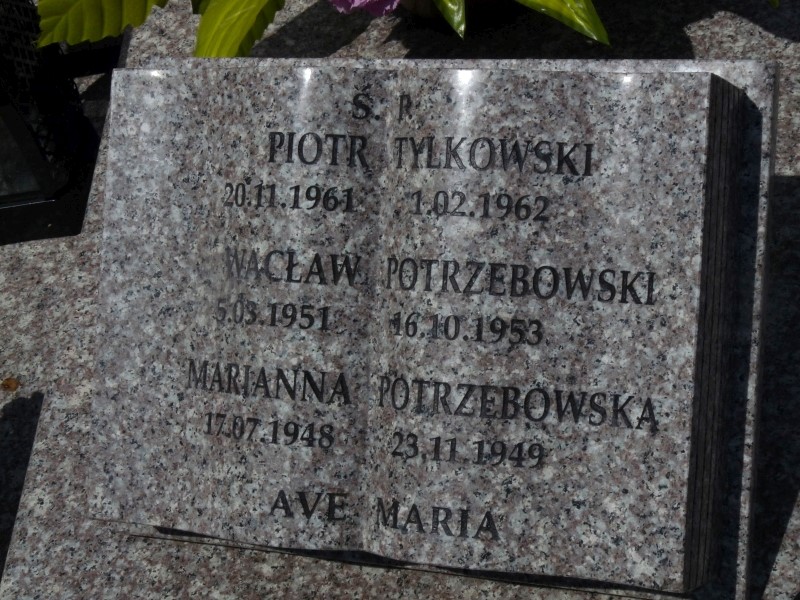 Ś. P.
PIOTR TYLKOWSKI
20.11.1961 1.02.1962
WACŁAW POTRZEBOWSKI
5.03.1951 16.10.1953
MARIANNA POTRZEBOWSKA
17.07.1948 23.11.1949
AVE MARIA